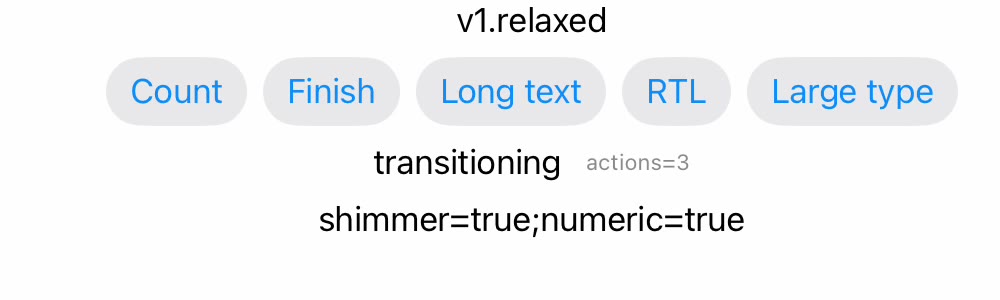 v1.relaxed
Count Finish Long text RTL Large type
transitioning actions=3
shimmer=true;numeric=true